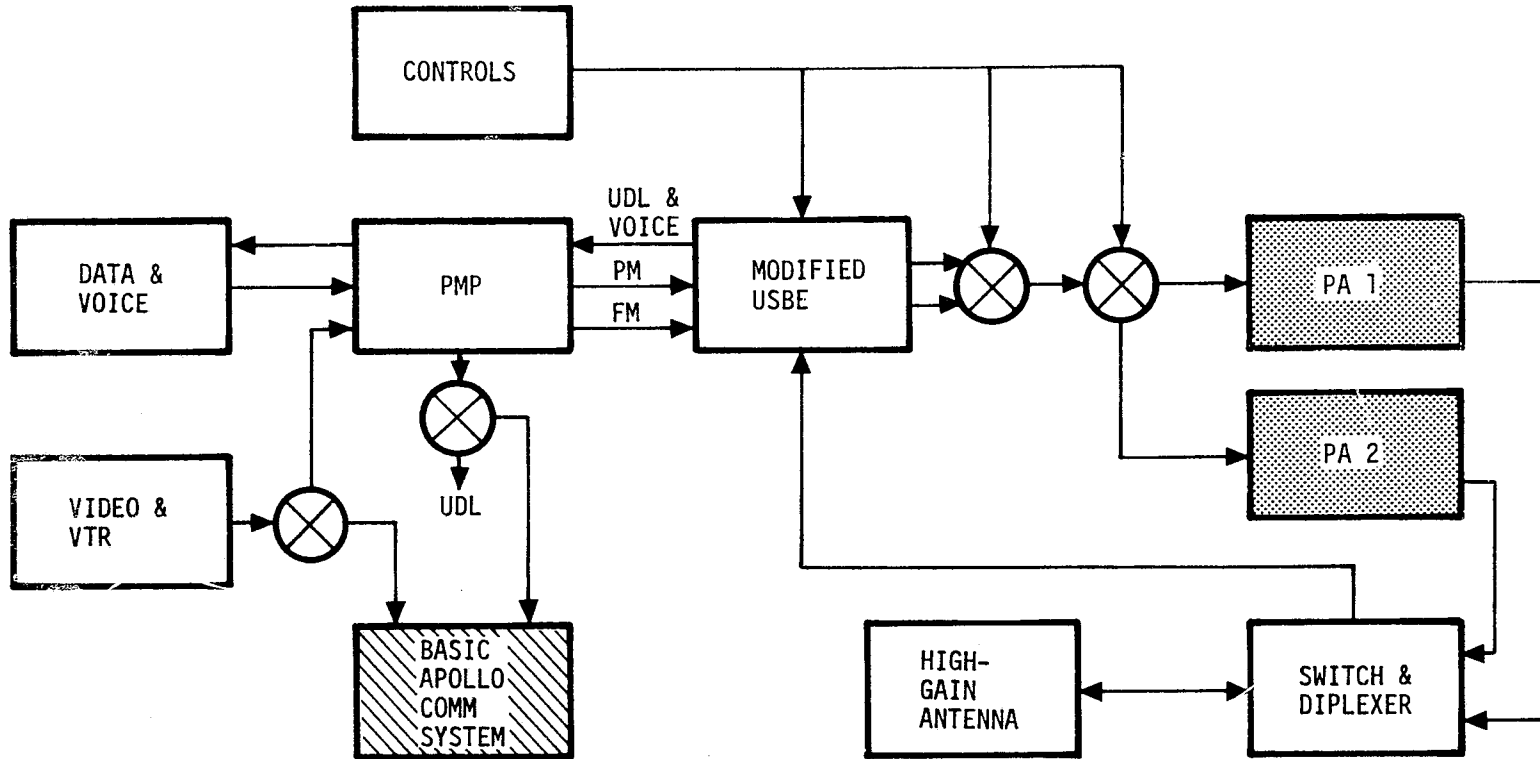 CONTROLS
UDL &
VOICE
DATA &
VOICE
PMP
PM
FM
MODIFIED
USBE
PA 1
PA 2
VIDEO &
VTR
UDL
BASIC
APOLLO
COMM
SYSTEM
HIGH-
GAIN
ANTENNA
SWITCH &
DIPLEXER